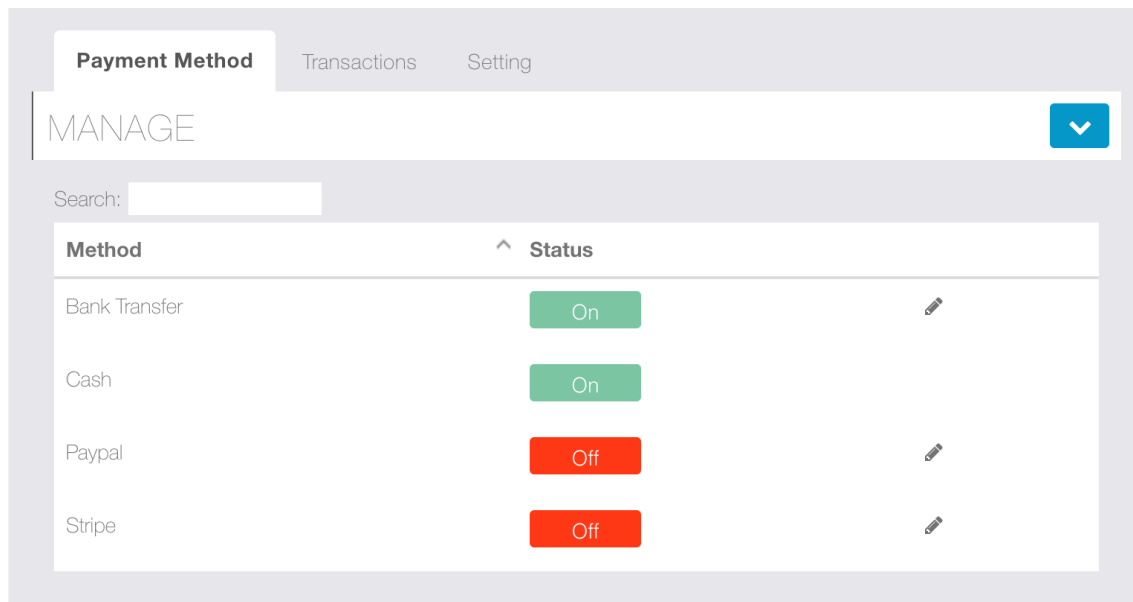 Payment Method Transactions Setting
MANAGE
Search:
Method Status
Bank Transfer On
Cash On
Paypal Off
Stripe Off